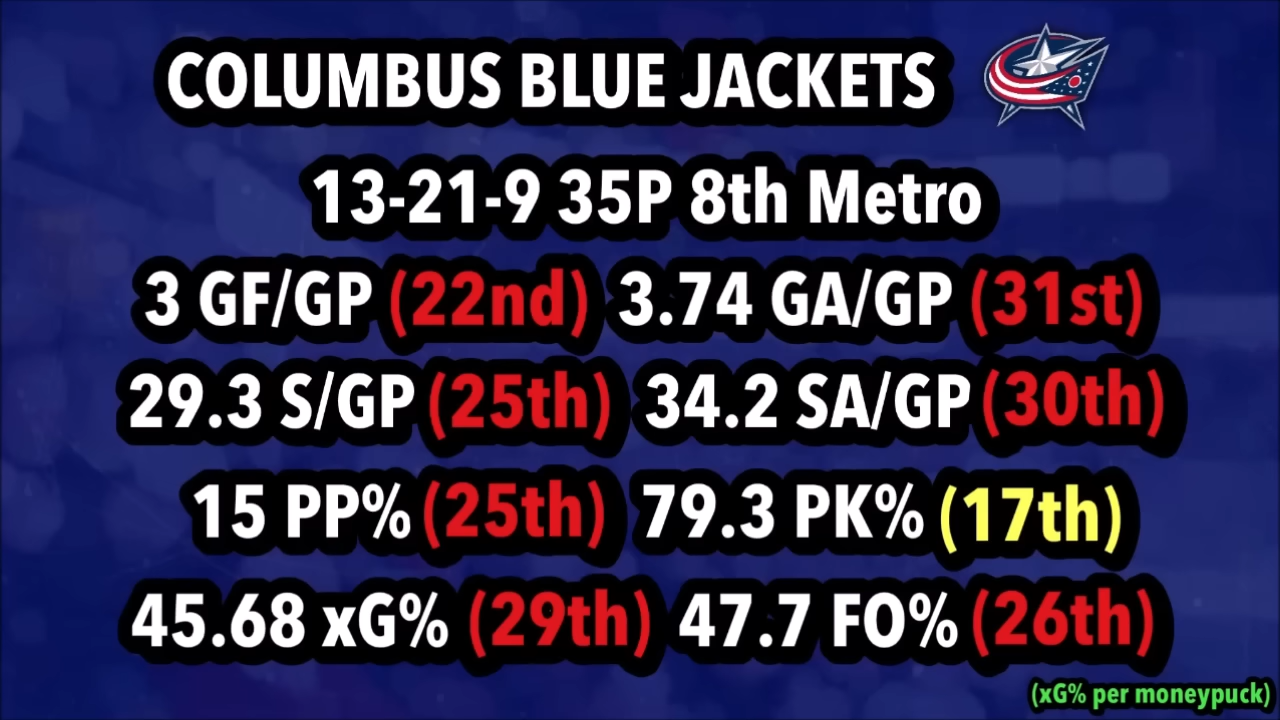 COLUMBUS BLUE JACKETS
13-21-9 35P 8th Metro
3 GF/GP (22nd) 3.74 GA/GP (31st)
29.3 S/GP (25th) 34.2 SA/GP (30th)
15 PP% (25th) 79.3 PK% (17th)
45.68 xG% (29th) 47.7 FO% (26th)
(xG% per moneypuck)